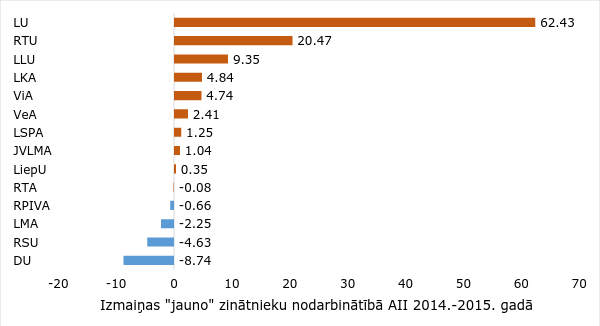 LU 62.43
RTU 20.47
LLU 9.35
LKA 4.84
ViA 4.74
VeA 2.41
LSPA 1.25
JVLMA 1.04
LiepU 0.35
RTA -0.08
RPIVA -0.66
LMA -2.25
RSU -4.63
DU -8.74
-20 -10 0 10 20 30 40 50 60 70
Izmaiņas "jauno" zinātnieku nodarbinātībā AII 2014.-2015. gadā